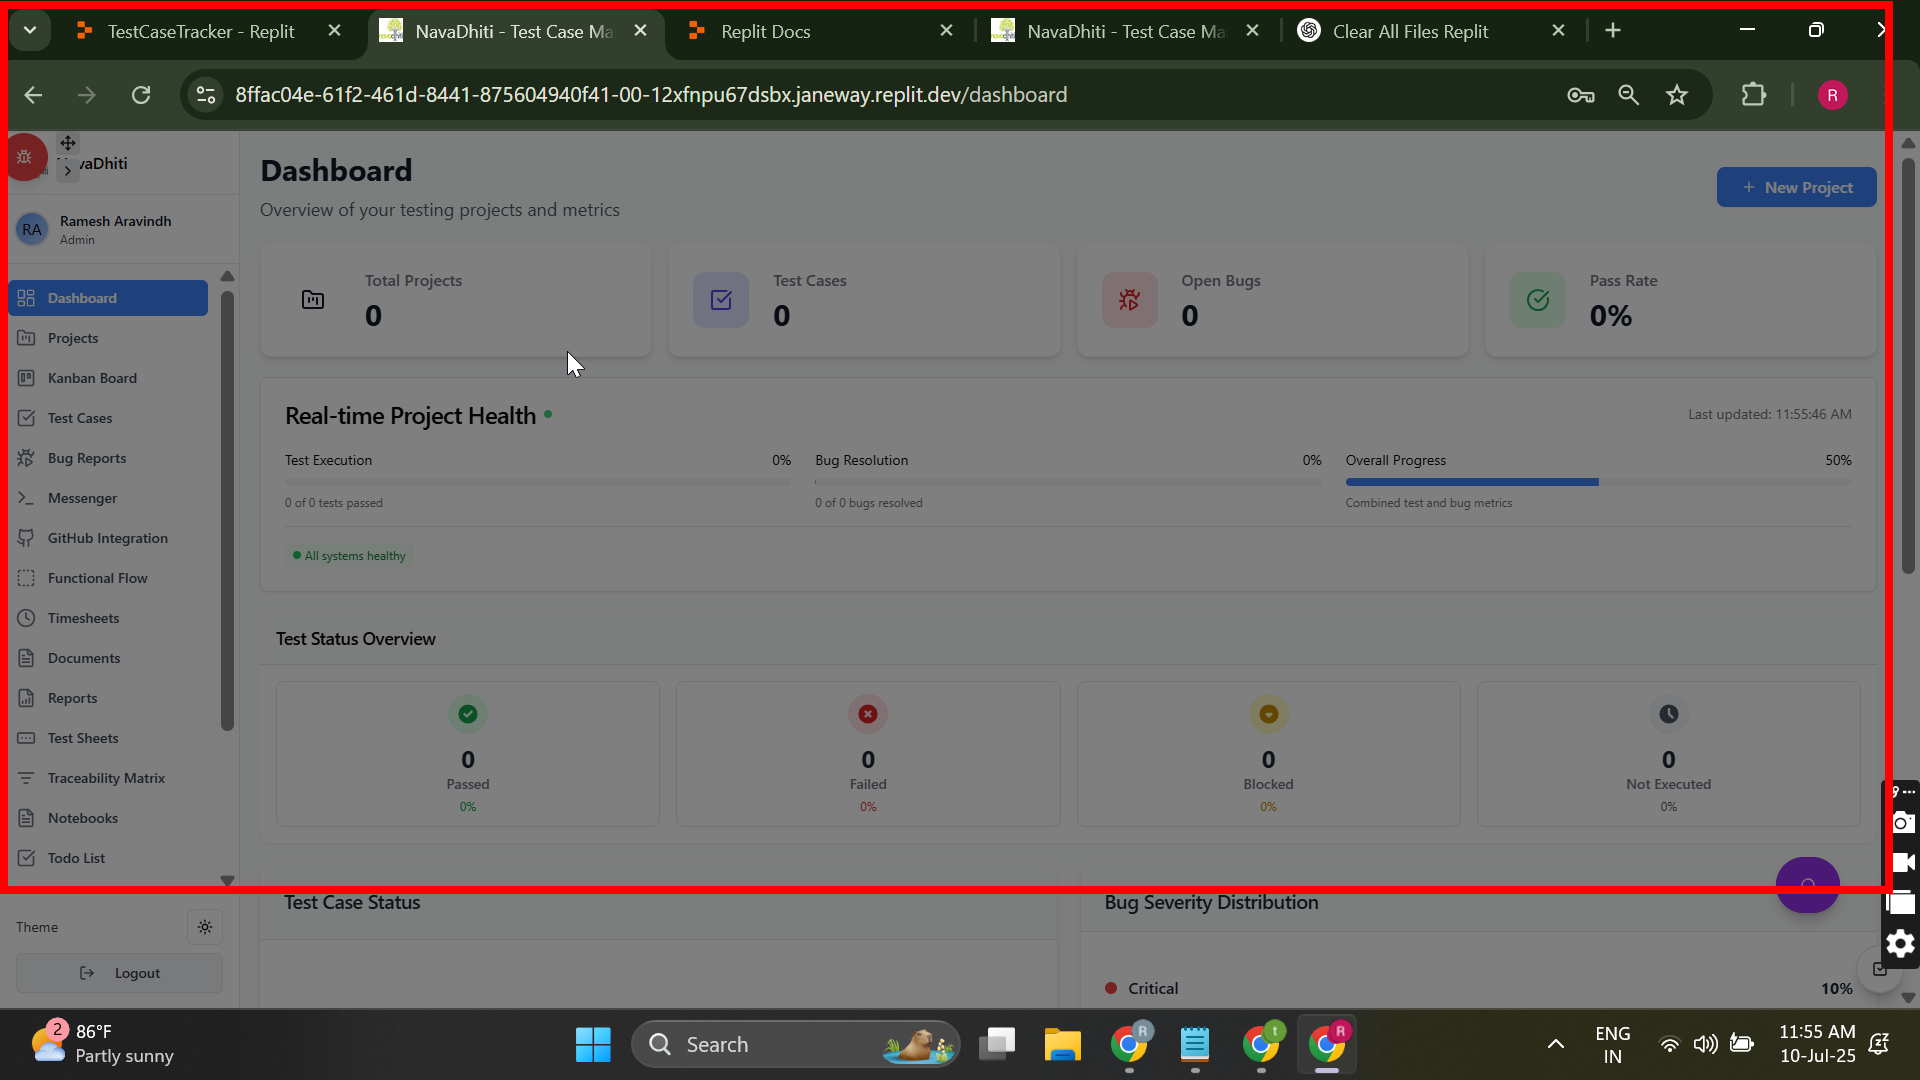 TestCaseTracker - Replit
NavaDhiti - Test Case Ma
Replit Docs
NavaDhiti - Test Case Ma
Clear All Files Replit
8ffac04e-61f2-461d-8441-875604940f41-00-12xfnpu67dsbx.janeway.replit.dev/dashboard
R
vaDhiti
RA
Ramesh Aravindh
Admin
Dashboard
Projects
Kanban Board
Test Cases
Bug Reports
Messenger
GitHub Integration
Functional Flow
Timesheets
Documents
Reports
Test Sheets
Traceability Matrix
Notebooks
Todo List
Theme
Logout
Dashboard
Overview of your testing projects and metrics
+ New Project
Total Projects
0
Test Cases
0
Open Bugs
0
Pass Rate
0%
Real-time Project Health
Last updated: 11:55:46 AM
Test Execution 0%
0 of 0 tests passed
Bug Resolution 0%
0 of 0 bugs resolved
Overall Progress 50%
Combined test and bug metrics
All systems healthy
Test Status Overview
0
Passed
0%
0
Failed
0%
0
Blocked
0%
0
Not Executed
0%
Test Case Status
Bug Severity Distribution
Critical 10%
2
86°F
Partly sunny
Search
R
t
R
ENG
IN
11:55 AM
10-Jul-25